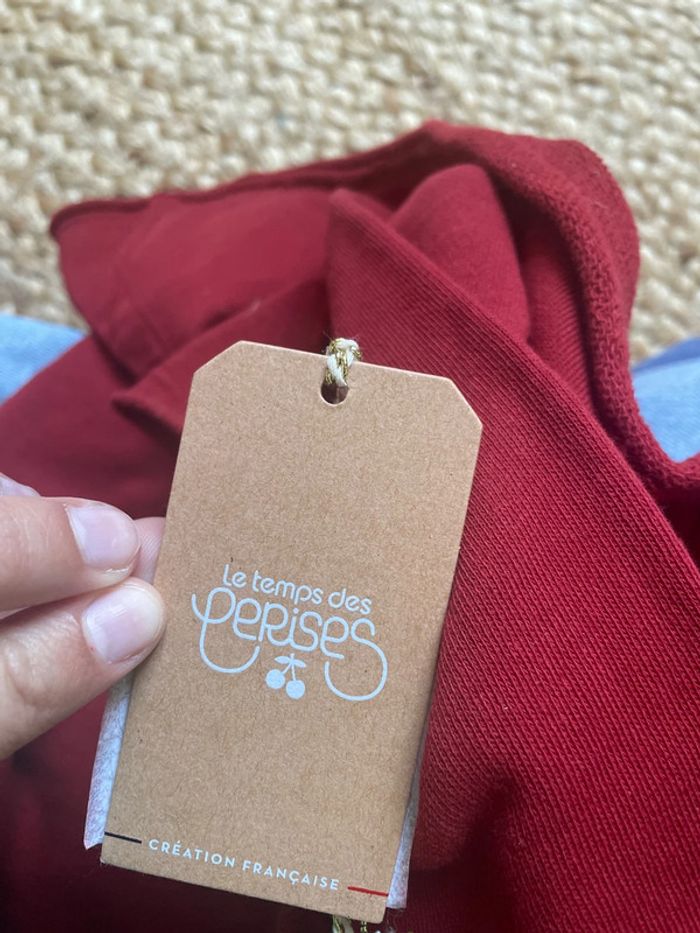 Le temps des
cerises
CRÉATION FRANÇAISE